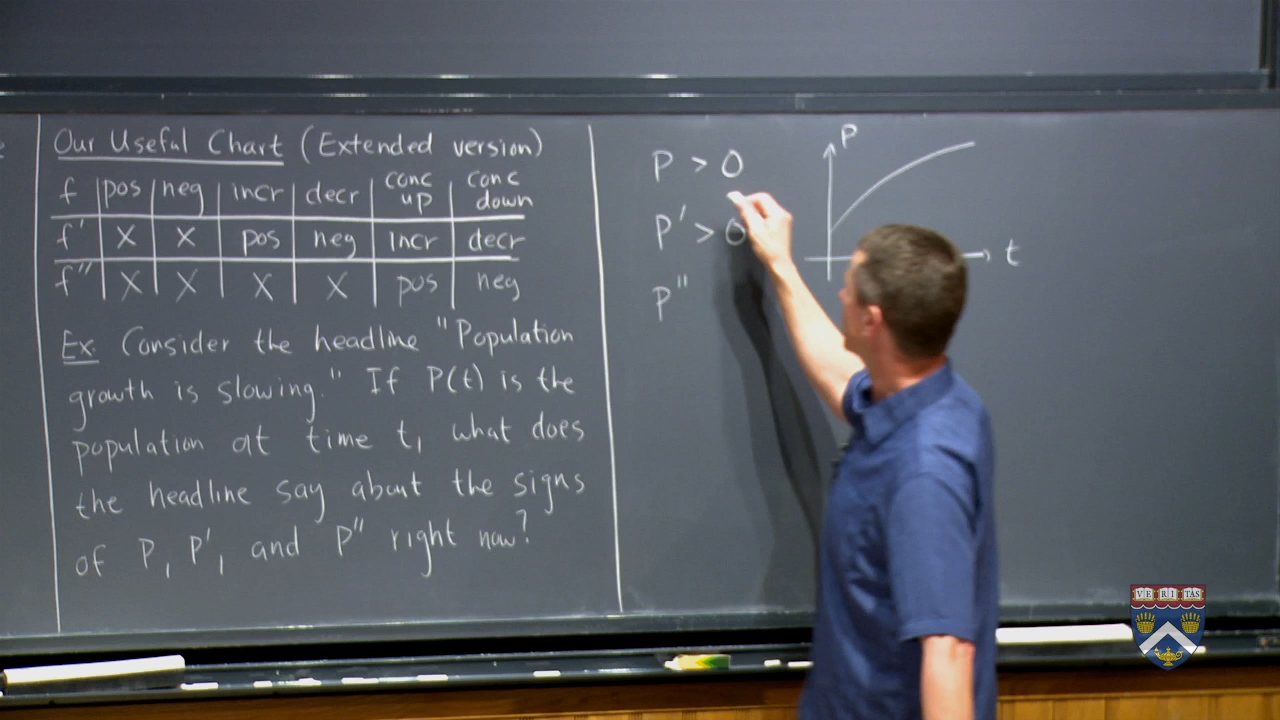 Our Useful Chart (Extended version)
f pos neg incr decr conc up conc down
f' X X pos neg incr decr
f" X X X X pos neg
Ex. Consider the headline "Population
growth is slowing." If P(t) is the
population at time t, what does
the headline say about the signs
of P, P', and P" right now?
P > 0
P' > 0
P"
P
t
VE RI TAS